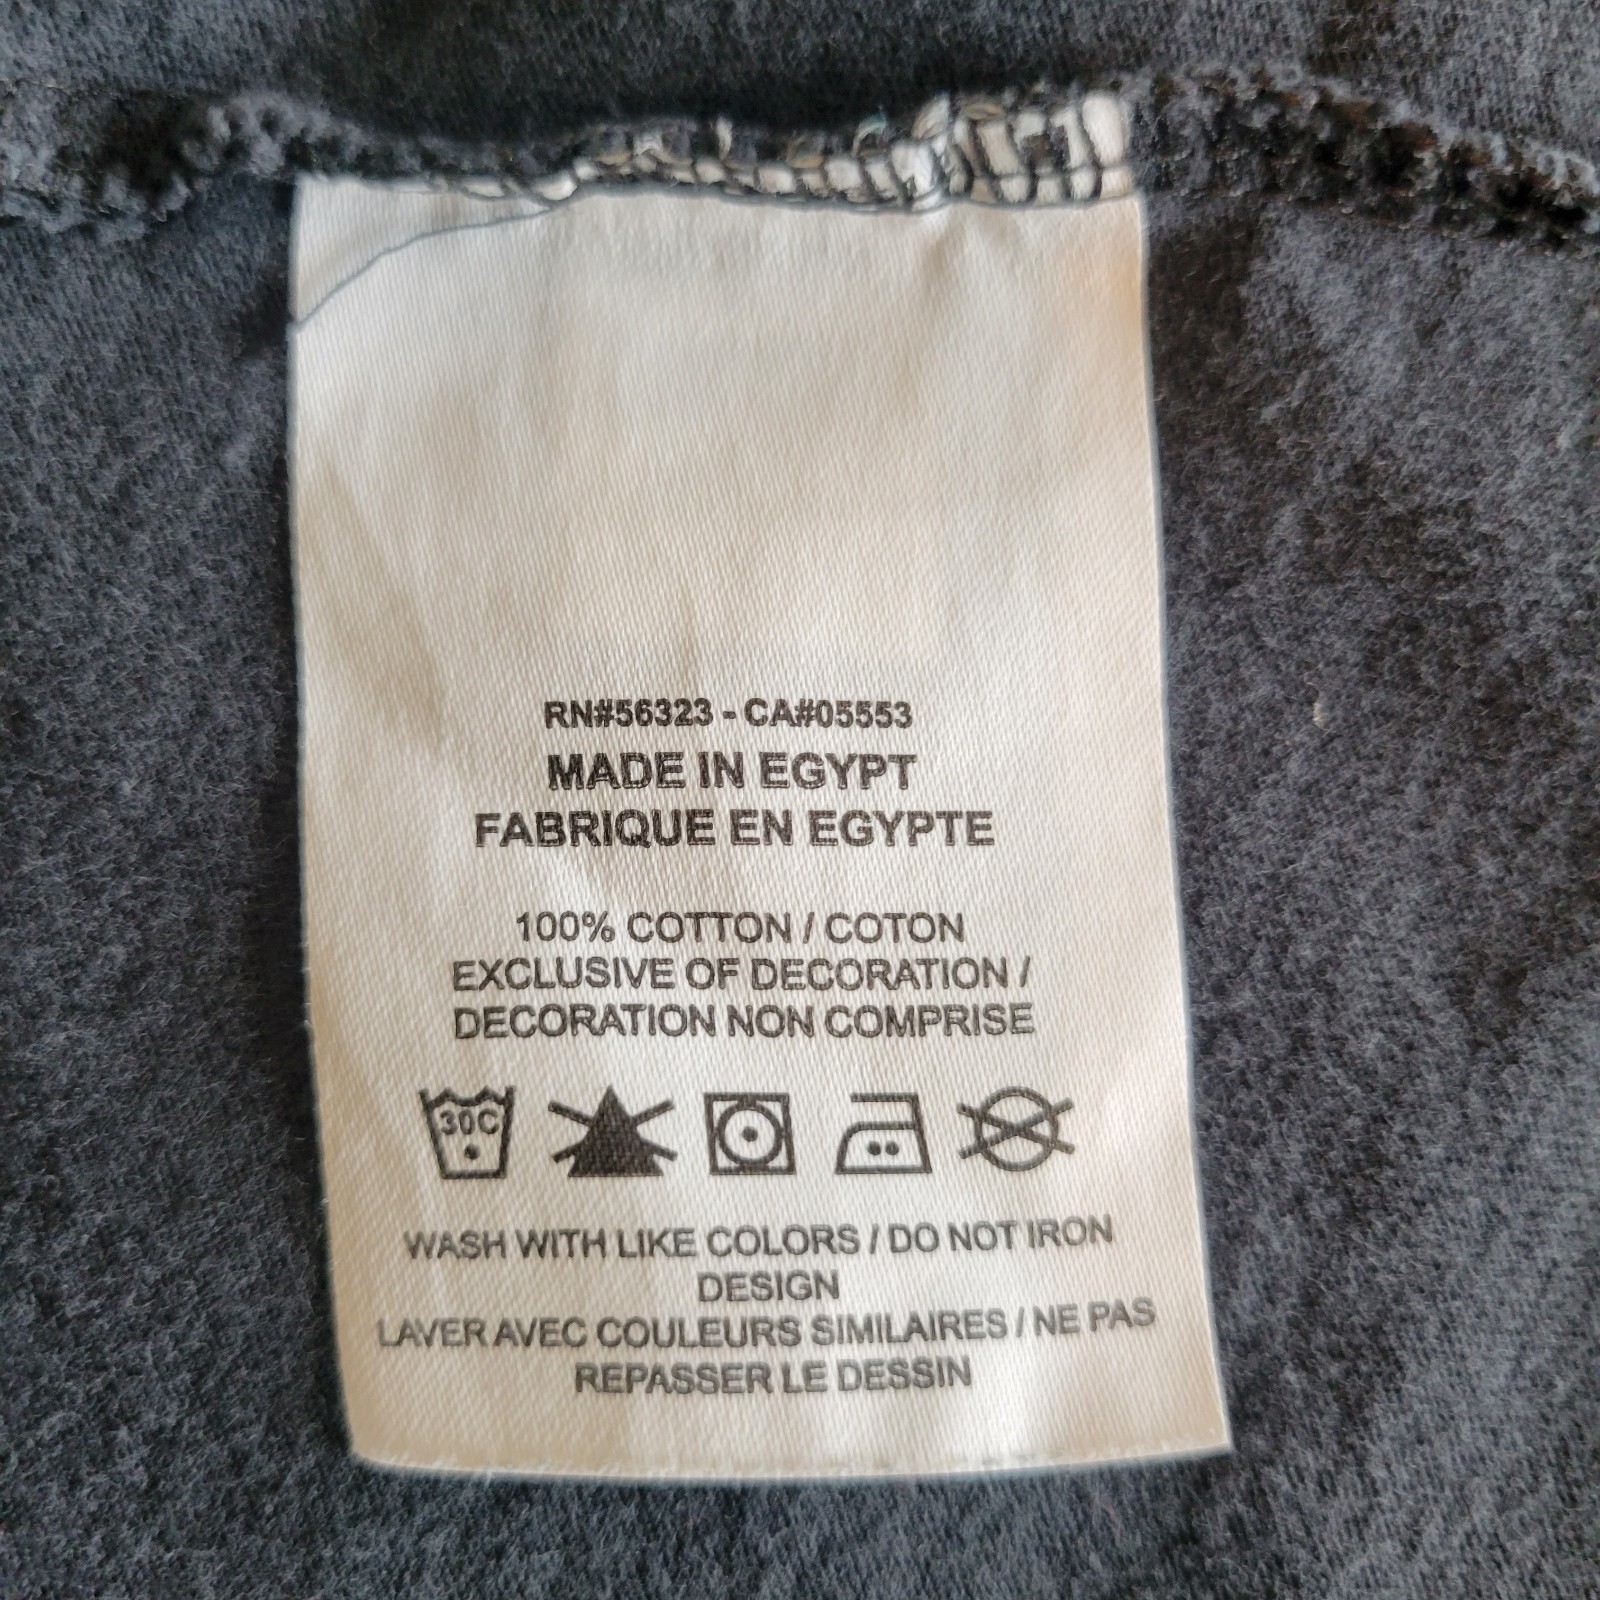 RN#56323 - CA#05553
MADE IN EGYPT
FABRIQUE EN EGYPTE
100% COTTON / COTON
EXCLUSIVE OF DECORATION /
DECORATION NON COMPRISE
30C
WASH WITH LIKE COLORS / DO NOT IRON
DESIGN
LAVER AVEC COULEURS SIMILAIRES / NE PAS
REPASSER LE DESSIN